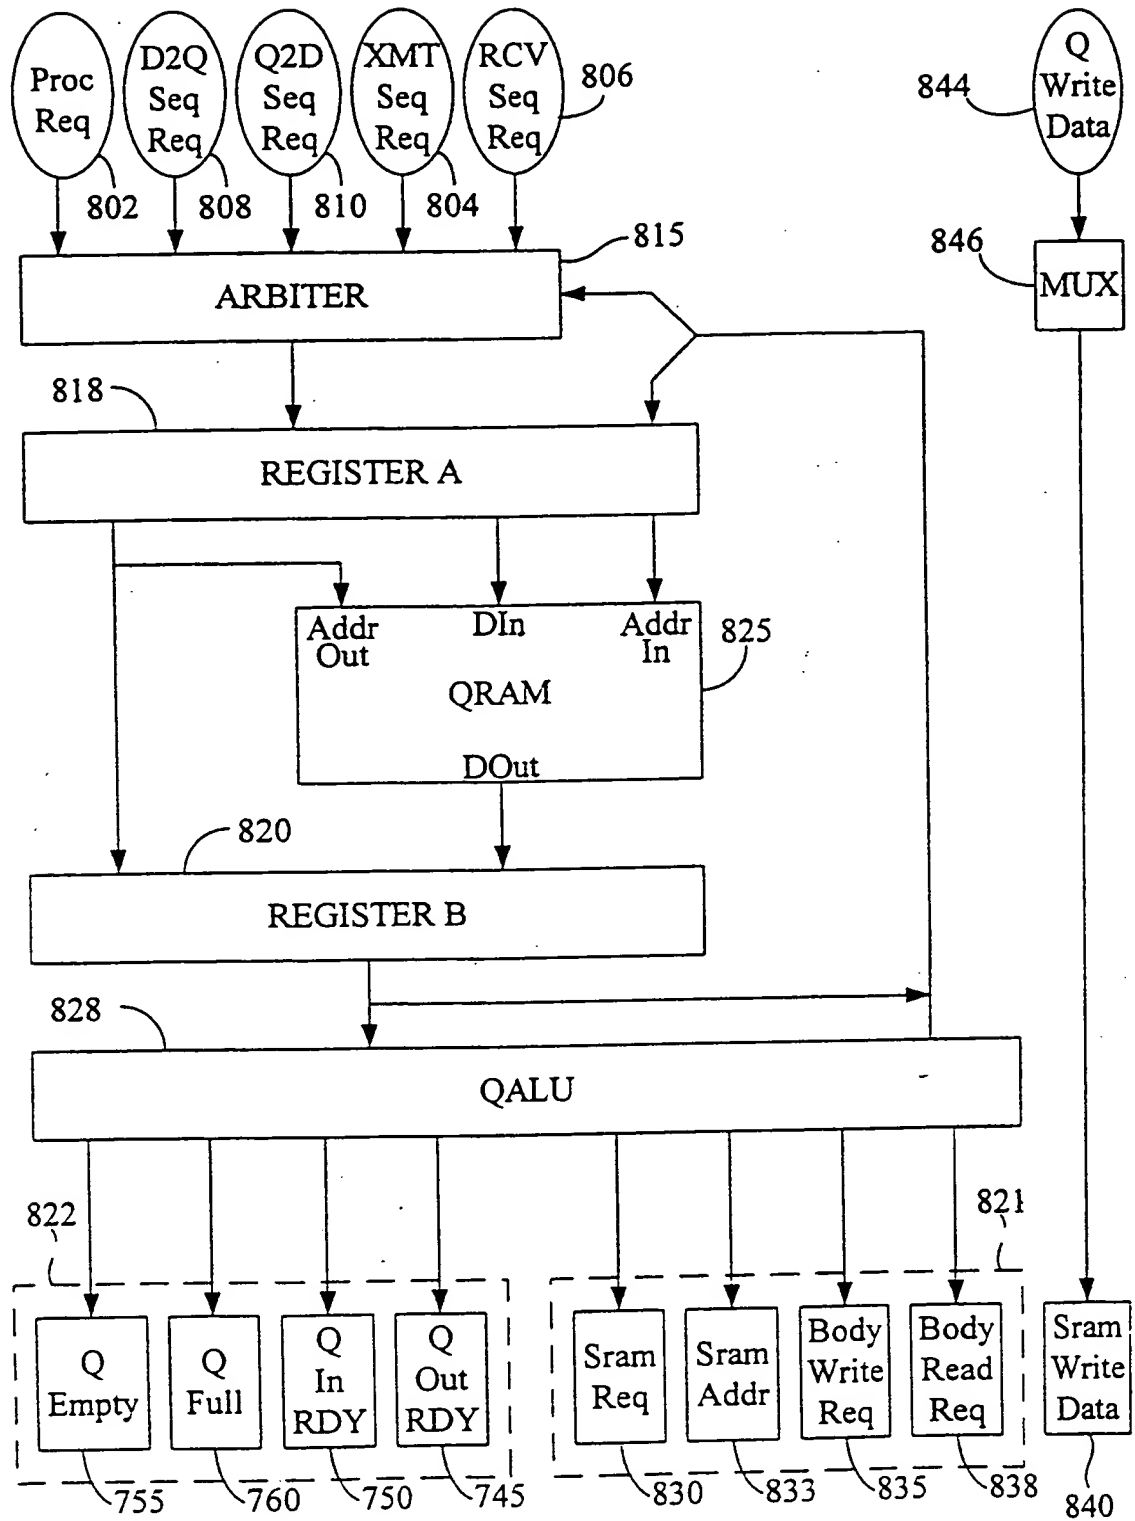 Proc
Req
802
D2Q
Seq
Req
808
Q2D
Seq
Req
810
XMT
Seq
Req
804
RCV
Seq
Req
806
Q
Write
Data
844
815
ARBITER
846
MUX
818
REGISTER A
Addr
Out
DIn
Addr
In
825
QRAM
DOut
820
REGISTER B
828
QALU
822
821
Q
Empty
Q
Full
Q
In
RDY
Q
Out
RDY
Sram
Req
Sram
Addr
Body
Write
Req
Body
Read
Req
Sram
Write
Data
755
760
750
745
830
833
835
838
840